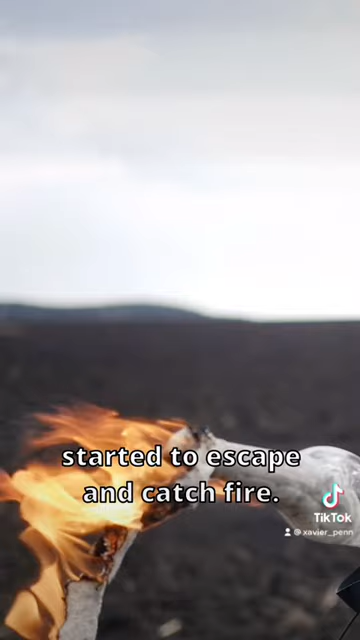 started to escape
and catch fire.
TikTok
@xavier_penn